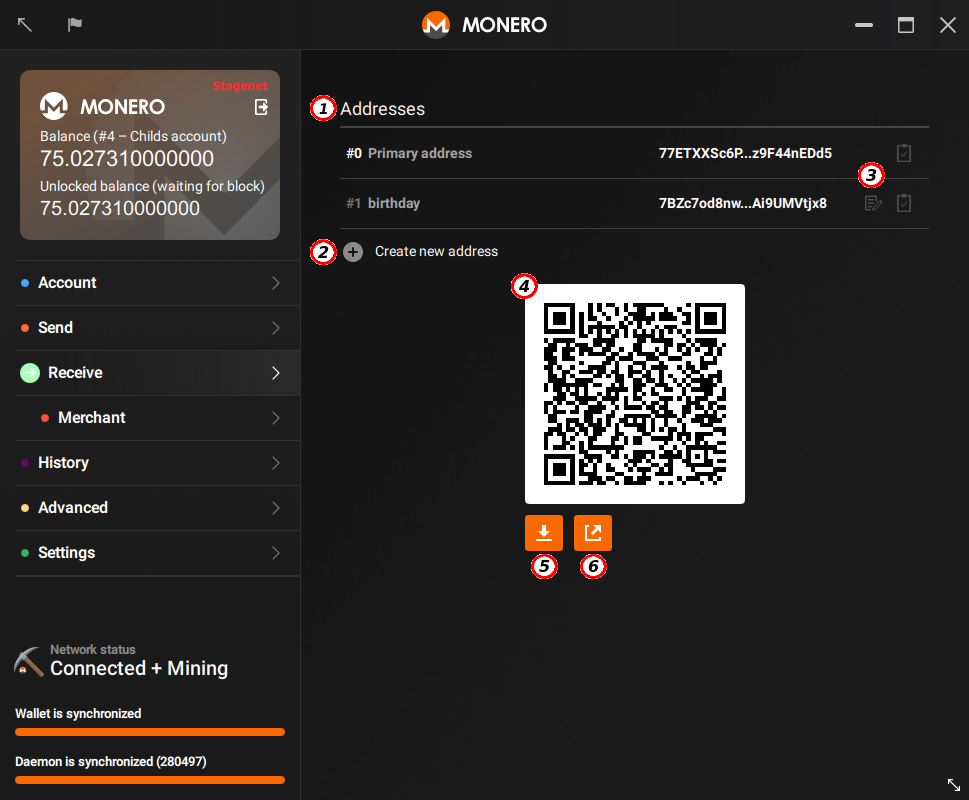 MONERO
Stagenet
MONERO
Balance (#4 – Childs account)
75.027310000000
Unlocked balance (waiting for block)
75.027310000000
Account
Send
Receive
Merchant
History
Advanced
Settings
Network status
Connected + Mining
Wallet is synchronized
Daemon is synchronized (280497)
1 Addresses
#0 Primary address 77ETXXSc6P...z9F44nEDd5
3
#1 birthday 7BZc7od8nw...Ai9UMVtjx8
2 Create new address
4
5 6